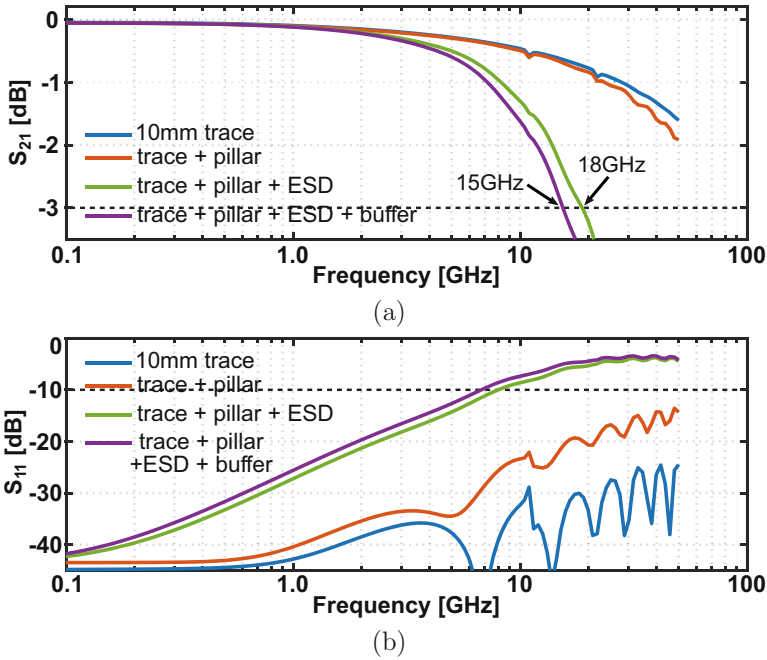 0
-1
-2
-3
S21 [dB]
10mm trace
trace + pillar
trace + pillar + ESD
trace + pillar + ESD + buffer
15GHz
18GHz
0.1
1.0
10
100
Frequency [GHz]
(a)
0
-10
-20
-30
-40
S11 [dB]
10mm trace
trace + pillar
trace + pillar + ESD
trace + pillar
+ESD + buffer
0.1
1.0
10
100
Frequency [GHz]
(b)